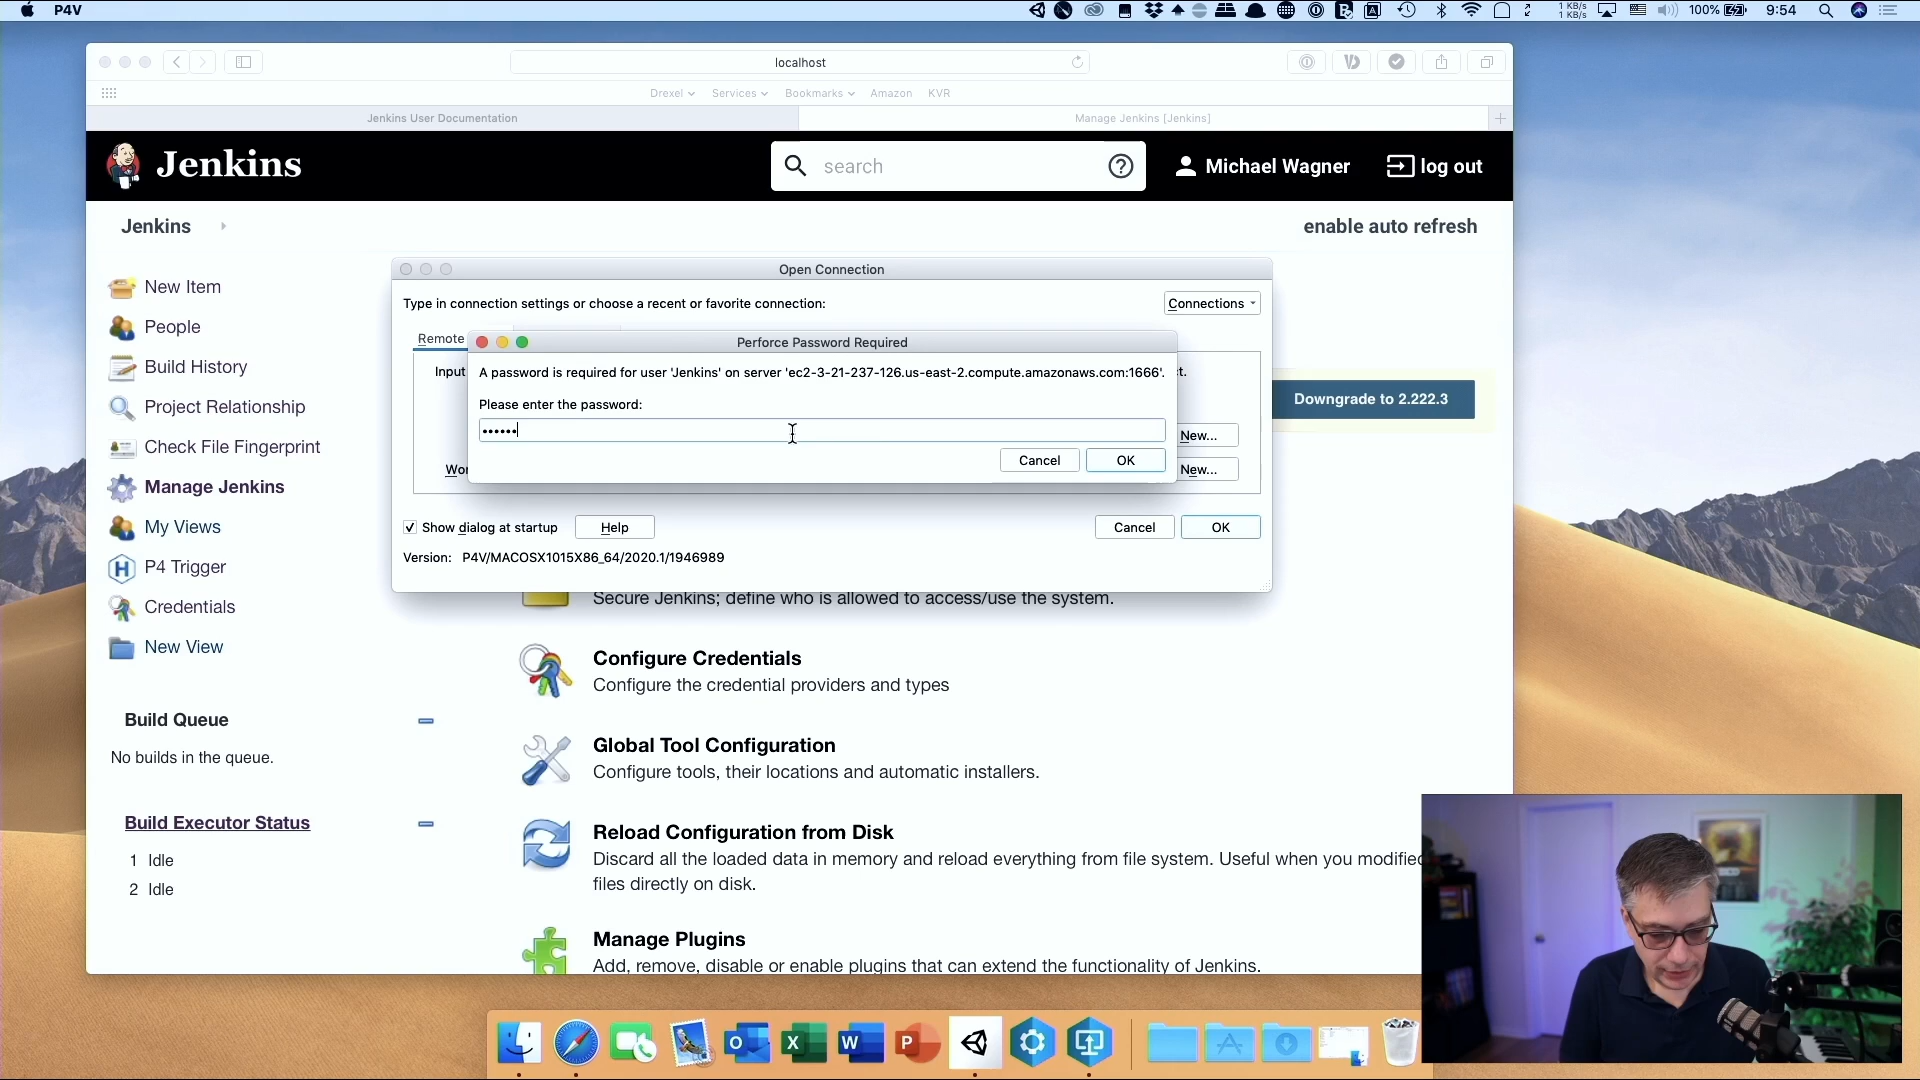 P4V
1 KB/s
1 KB/s
100%
9:54
localhost
Drexel
Services
Bookmarks
Amazon
KVR
Jenkins User Documentation
Manage Jenkins [Jenkins]
Jenkins
search
Michael Wagner
log out
Jenkins
enable auto refresh
New Item
People
Build History
Project Relationship
Check File Fingerprint
Manage Jenkins
My Views
P4 Trigger
Credentials
New View
Build Queue
No builds in the queue.
Build Executor Status
1 Idle
2 Idle
Open Connection
Type in connection settings or choose a recent or favorite connection:
Connections
Remote
Input
ct.
New...
Wor
New...
Perforce Password Required
A password is required for user 'Jenkins' on server 'ec2-3-21-237-126.us-east-2.compute.amazonaws.com:1666'.
Please enter the password:
••••••
Cancel
OK
Show dialog at startup
Help
Cancel
OK
Version: P4V/MACOSX1015X86_64/2020.1/1946989
Downgrade to 2.222.3
Secure Jenkins; define who is allowed to access/use the system.
Configure Credentials
Configure the credential providers and types
Global Tool Configuration
Configure tools, their locations and automatic installers.
Reload Configuration from Disk
Discard all the loaded data in memory and reload everything from file system. Useful when you modified
files directly on disk.
Manage Plugins
Add, remove, disable or enable plugins that can extend the functionality of Jenkins.